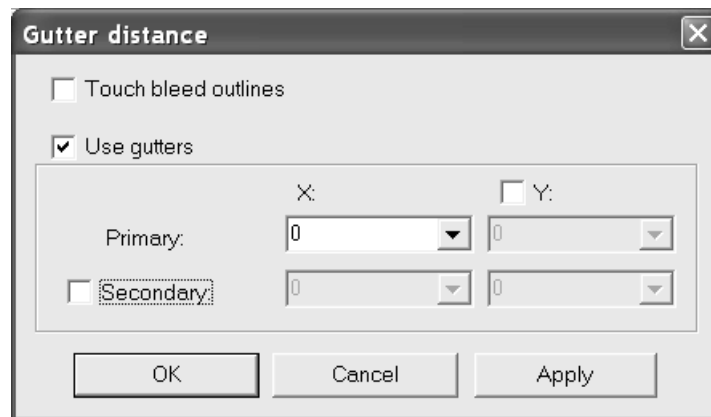 Gutter distance
Touch bleed outlines
Use gutters
X: Y:
Primary: 0 0
Secondary: 0 0
OK Cancel Apply